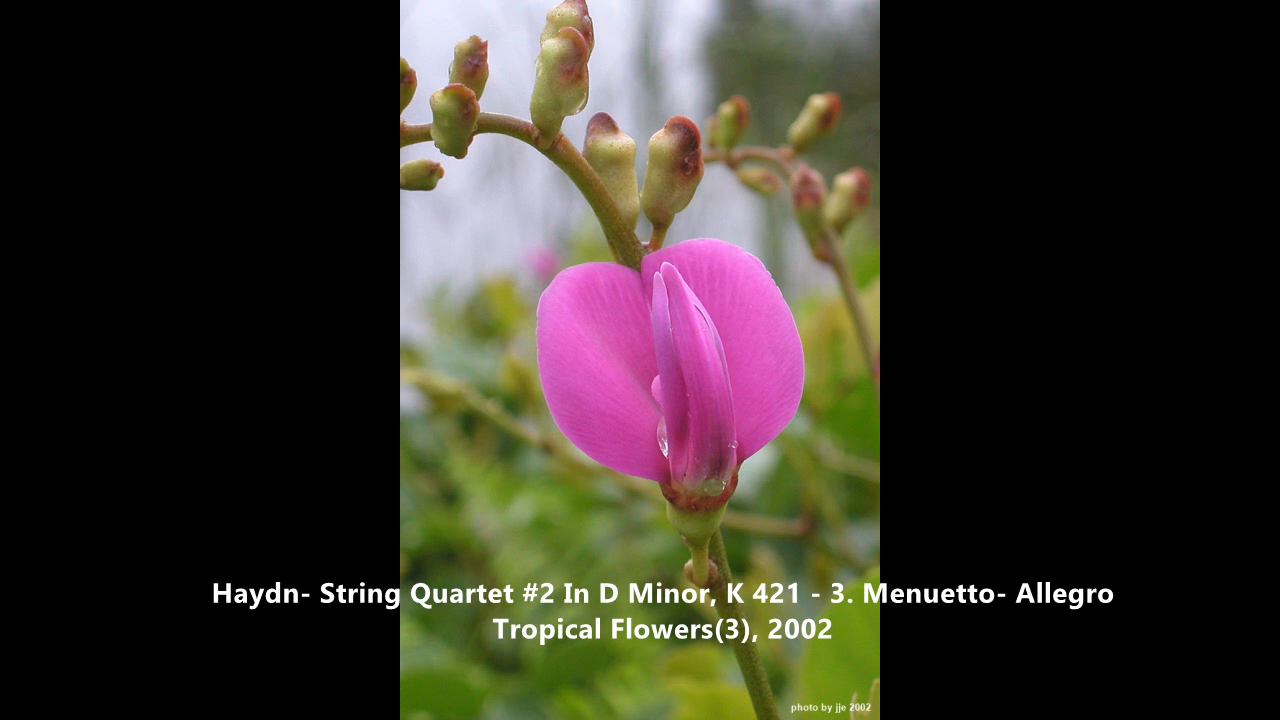 Haydn- String Quartet #2 In D Minor, K 421 - 3. Menuetto- Allegro
Tropical Flowers(3), 2002
photo by jje 2002